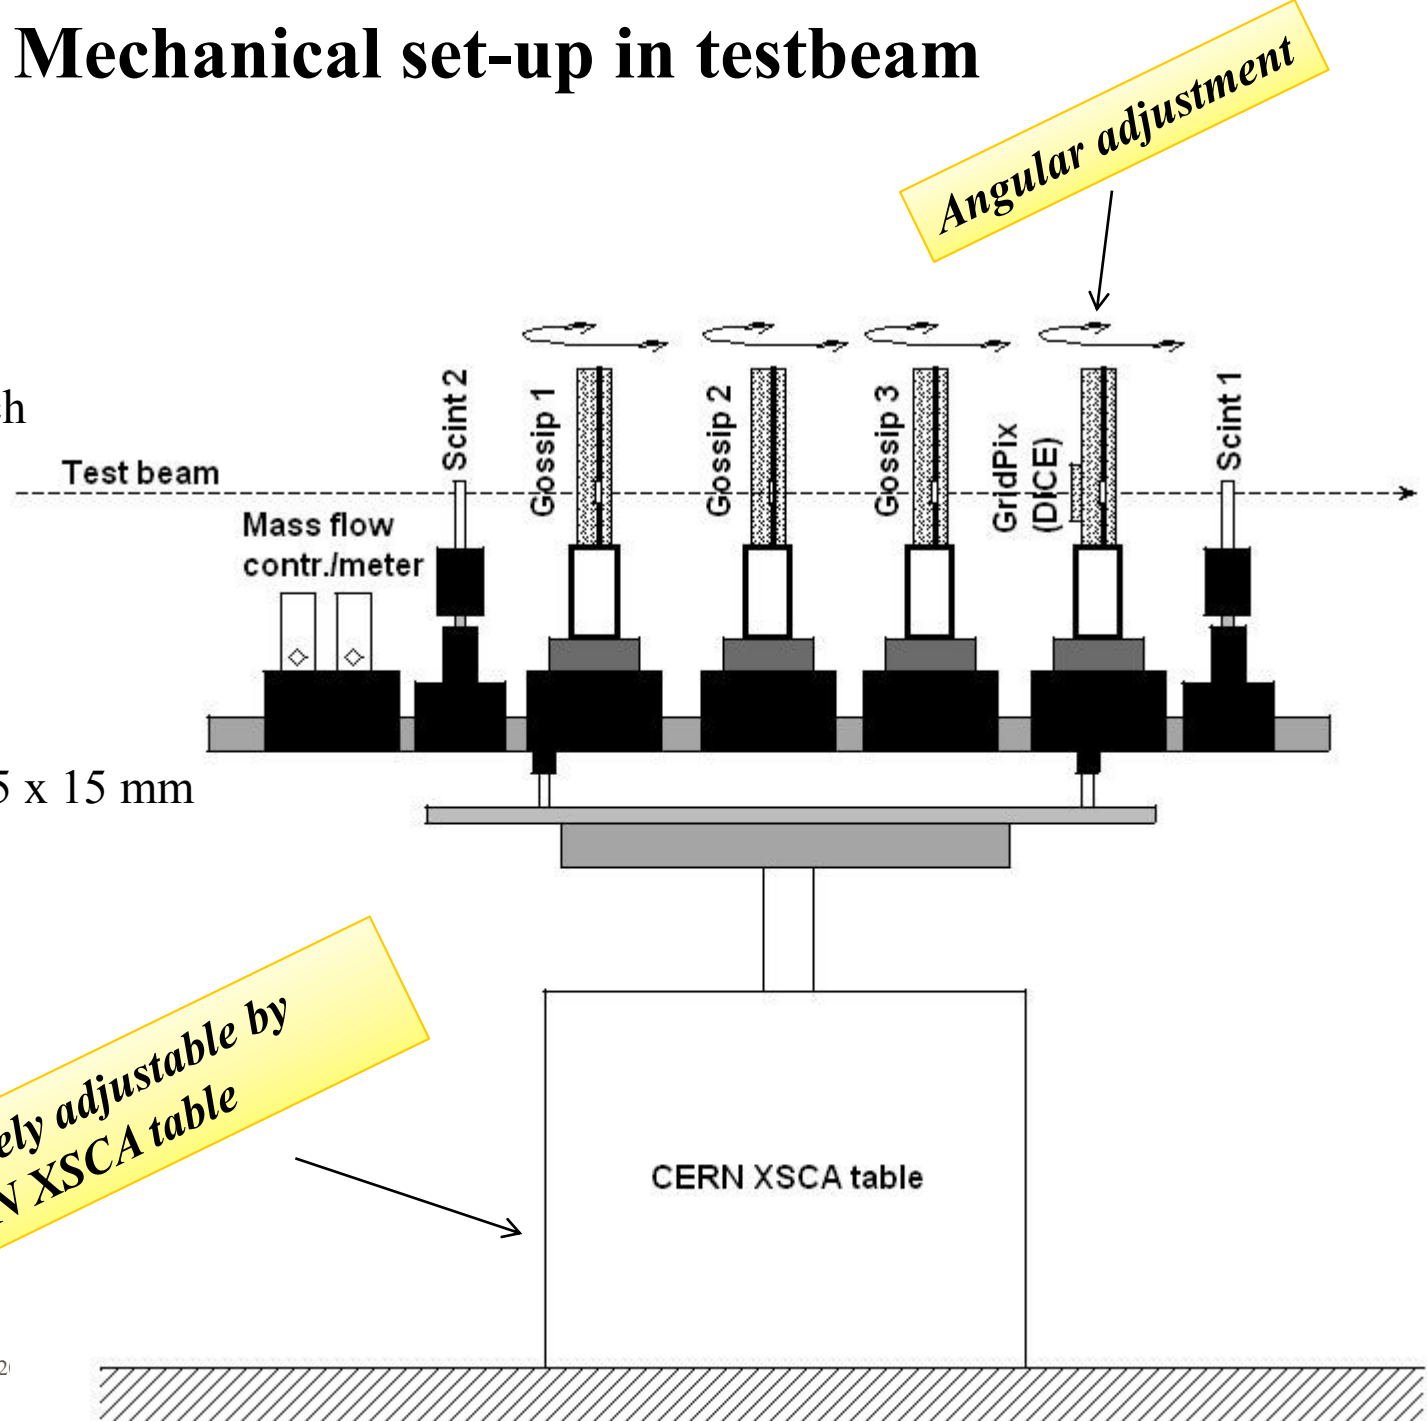 Mechanical set-up in testbeam
Angular adjustment
ch
Test beam
Mass flow
contr./meter
Scint 2
Gossip 1
Gossip 2
Gossip 3
GridPix
(DICE)
Scint 1
5 x 15 mm
ely adjustable by
N XSCA table
CERN XSCA table